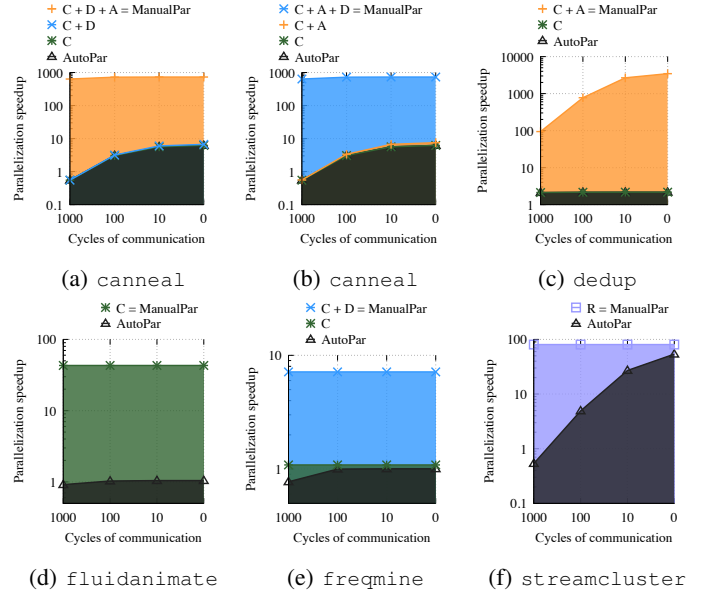 C + D + A = ManualPar
C + D
C
AutoPar
Parallelization speedup
1000
100
10
1
0.1
1000 100 10 0
Cycles of communication
(a) canneal
C + A + D = ManualPar
C + A
C
AutoPar
Parallelization speedup
1000
100
10
1
0.1
1000 100 10 0
Cycles of communication
(b) canneal
C + A = ManualPar
C
AutoPar
Parallelization speedup
10000
1000
100
10
1
1000 100 10 0
Cycles of communication
(c) dedup
C = ManualPar
AutoPar
Parallelization speedup
100
10
1
1000 100 10 0
Cycles of communication
(d) fluidanimate
C + D = ManualPar
C
AutoPar
Parallelization speedup
10
1
1000 100 10 0
Cycles of communication
(e) freqmine
R = ManualPar
AutoPar
Parallelization speedup
100
10
1
0.1
1000 100 10 0
Cycles of communication
(f) streamcluster